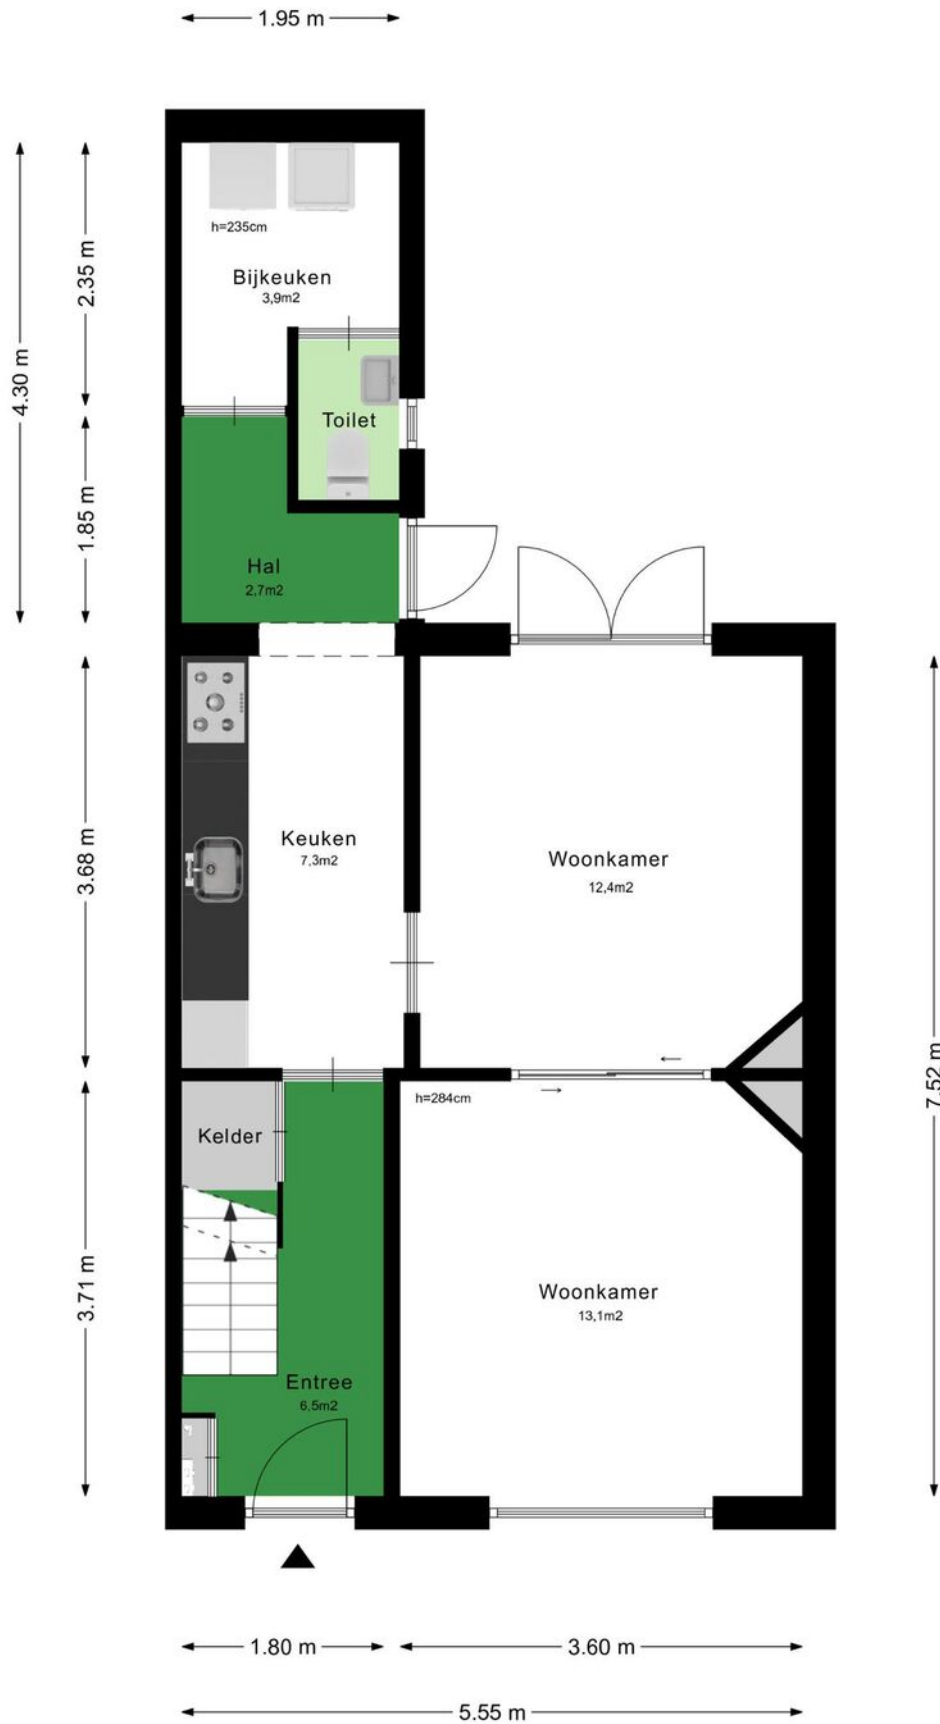 1.95 m
4.30 m
2.35 m
h=235cm
Bijkeuken
3,9m2
Toilet
1.85 m
Hal
2,7m2
3.68 m
Keuken
7,3m2
Woonkamer
12,4m2
7.52 m
h=284cm
Kelder
3.71 m
Woonkamer
13,1m2
Entree
6,5m2
1.80 m
3.60 m
5.55 m